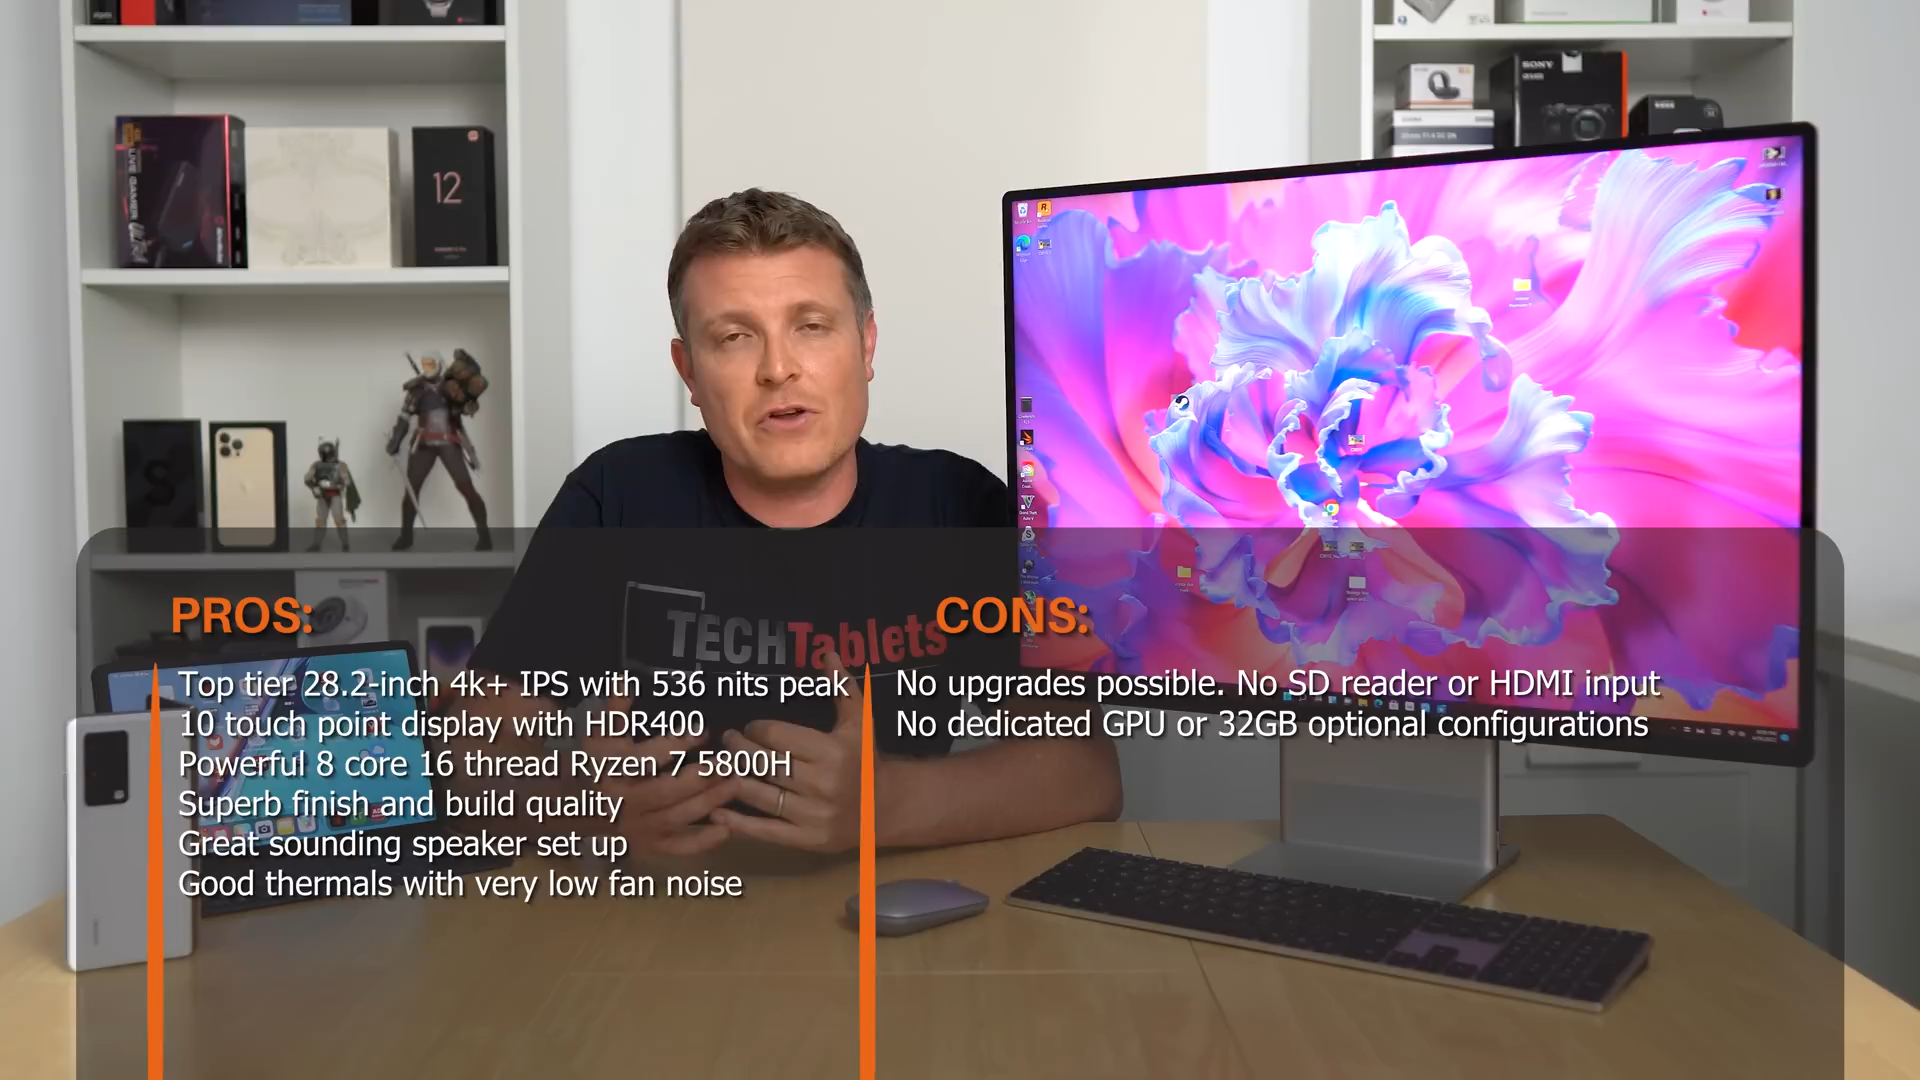 SONY
12
LIVE GAMER
S
TECHTablets
PROS:
Top tier 28.2-inch 4k+ IPS with 536 nits peak
10 touch point display with HDR400
Powerful 8 core 16 thread Ryzen 7 5800H
Superb finish and build quality
Great sounding speaker set up
Good thermals with very low fan noise
CONS:
No upgrades possible. No SD reader or HDMI input
No dedicated GPU or 32GB optional configurations